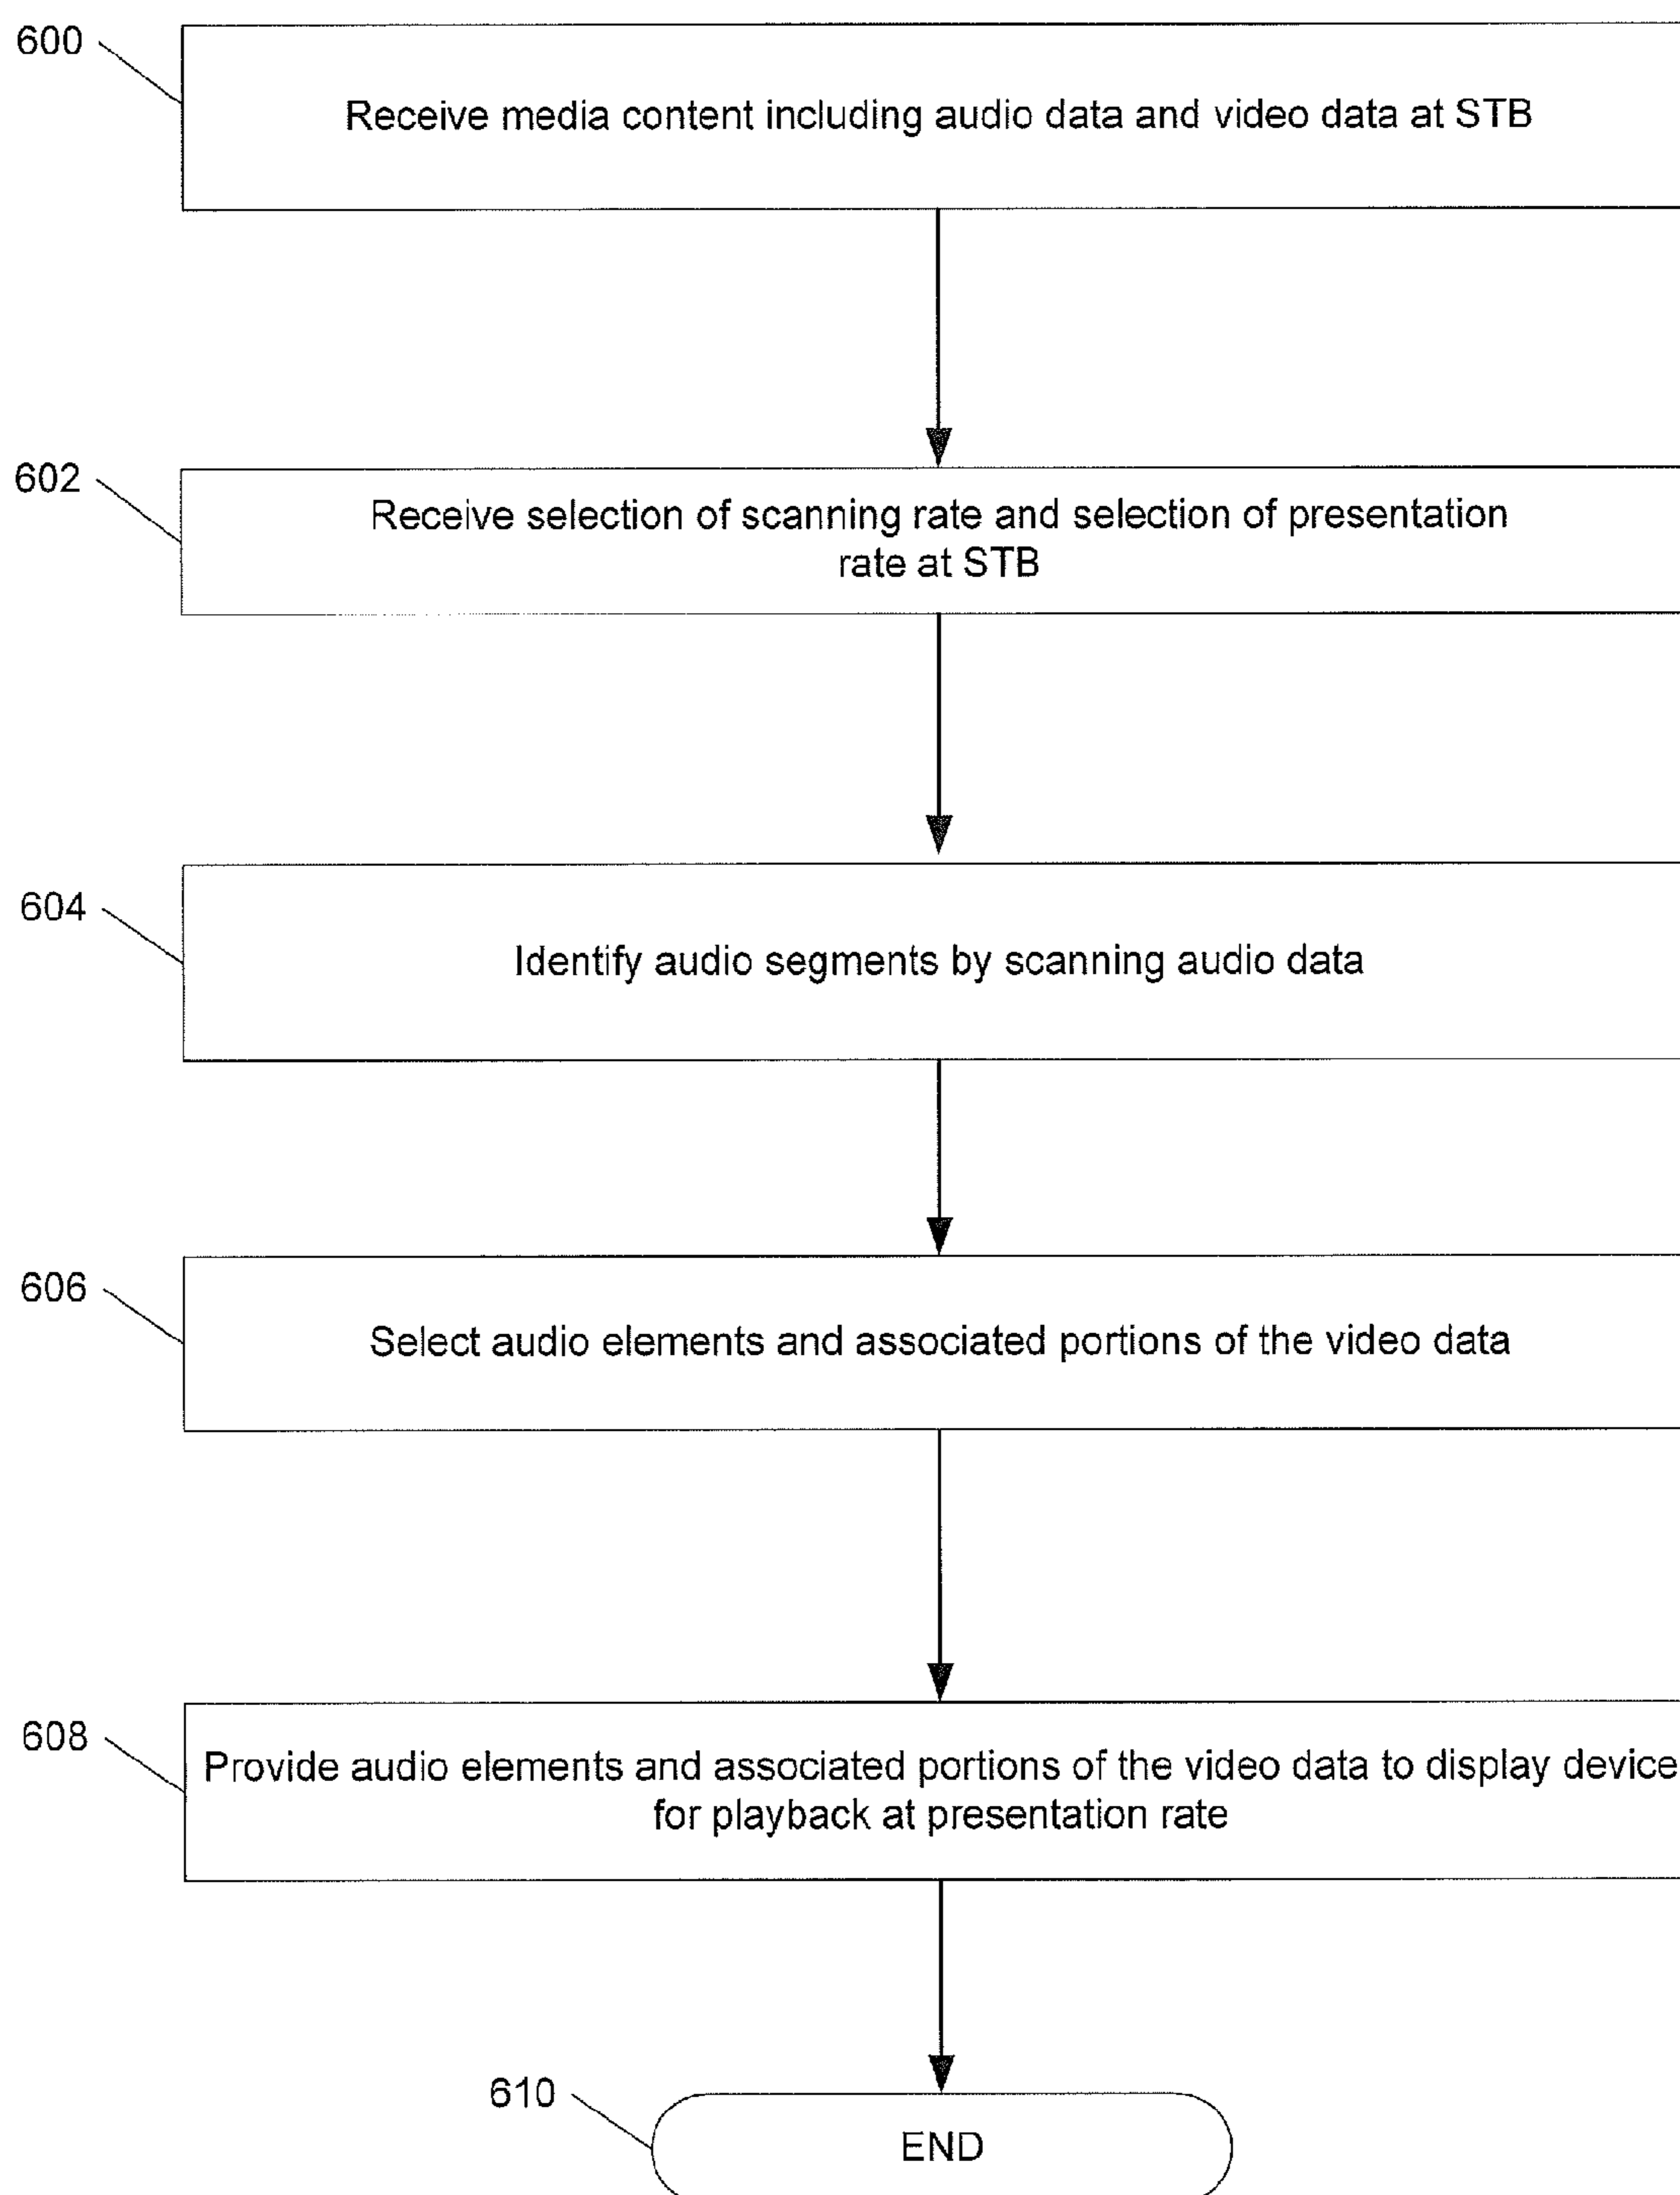 600
Receive media content including audio data and video data at STB
602
Receive selection of scanning rate and selection of presentation
rate at STB
604
Identify audio segments by scanning audio data
606
Select audio elements and associated portions of the video data
608
Provide audio elements and associated portions of the video data to display device
for playback at presentation rate
610
END